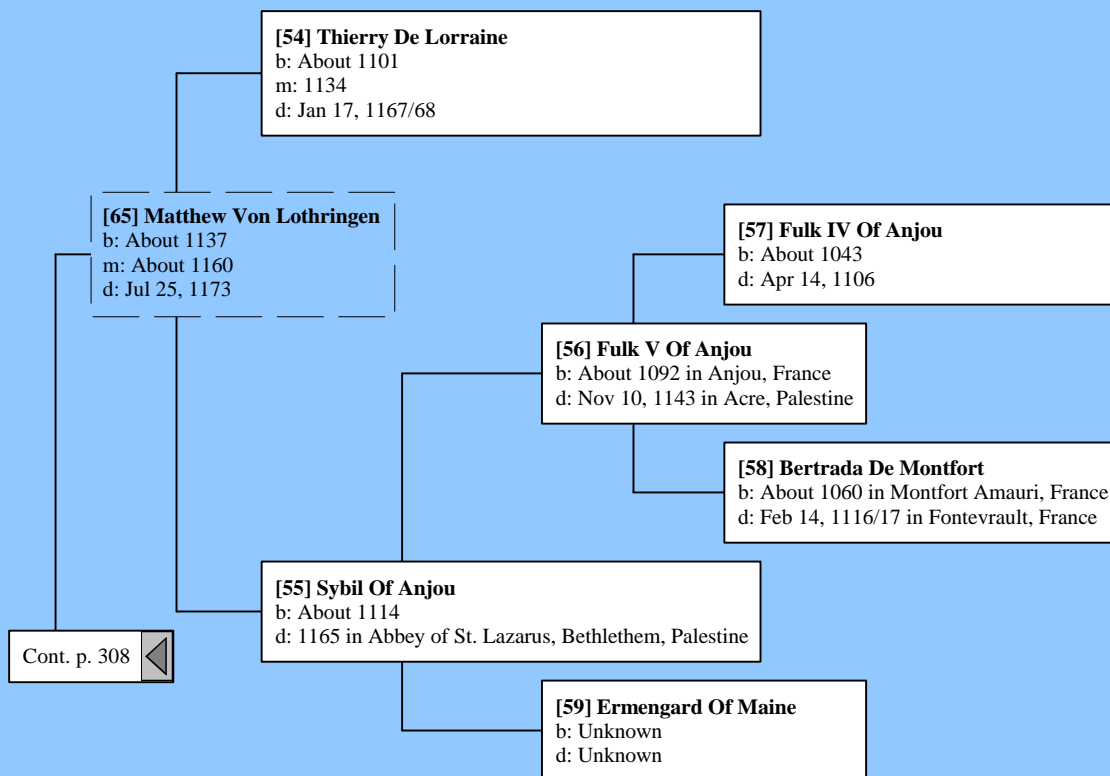 [54] Thierry De Lorraine
b: About 1101
m: 1134
d: Jan 17, 1167/68
[65] Matthew Von Lothringen
b: About 1137
m: About 1160
d: Jul 25, 1173
[57] Fulk IV Of Anjou
b: About 1043
d: Apr 14, 1106
[56] Fulk V Of Anjou
b: About 1092 in Anjou, France
d: Nov 10, 1143 in Acre, Palestine
[58] Bertrada De Montfort
b: About 1060 in Montfort Amauri, France
d: Feb 14, 1116/17 in Fontevrault, France
[55] Sybil Of Anjou
b: About 1114
d: 1165 in Abbey of St. Lazarus, Bethlethem, Palestine
Cont. p. 308
[59] Ermengard Of Maine
b: Unknown
d: Unknown